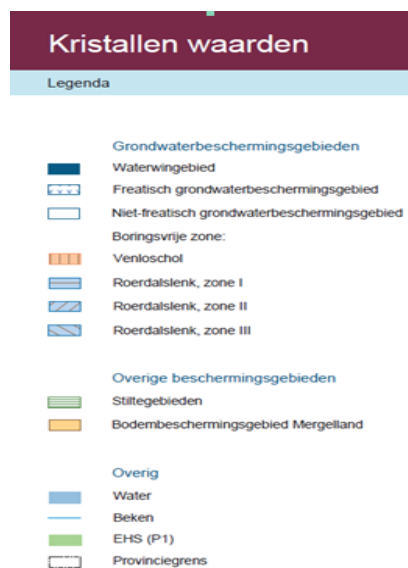 Kristallen waarden
Legenda
Grondwaterbeschermingsgebieden
Waterwingebied
Freatisch grondwaterbeschermingsgebied
Niet-freatisch grondwaterbeschermingsgebied
Boringsvrije zone:
Venloschol
Roerdalslenk, zone I
Roerdalslenk, zone II
Roerdalslenk, zone III
Overige beschermingsgebieden
Stiltegebieden
Bodembeschermingsgebied Mergelland
Overig
Water
Beken
EHS (P1)
Provinciegrens